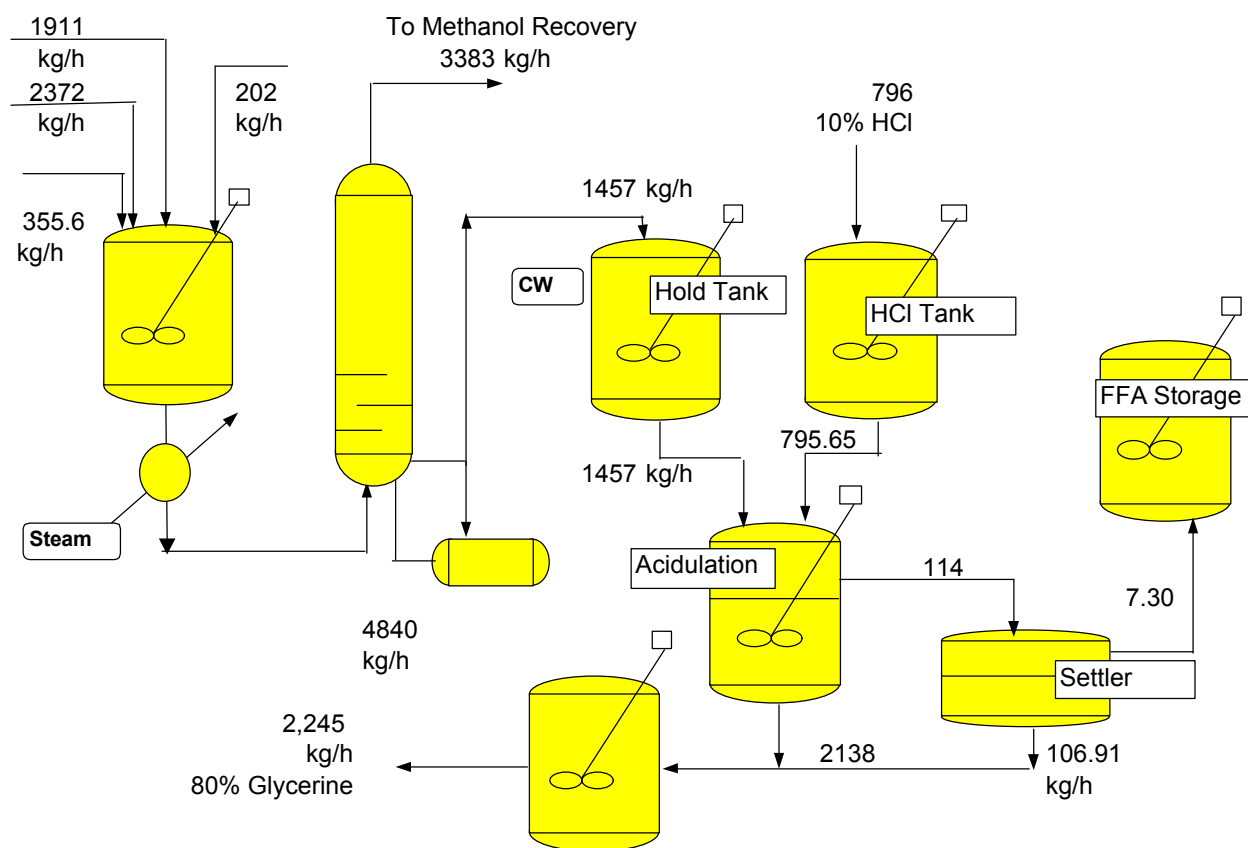 1911
kg/h
To Methanol Recovery
3383 kg/h
2372
kg/h
202
kg/h
796
10% HCl
355.6
kg/h
1457 kg/h
CW
Hold Tank
HCl Tank
FFA Storage
795.65
1457 kg/h
Steam
Acidulation
114
7.30
4840
kg/h
Settler
2,245
kg/h
80% Glycerine
2138
106.91
kg/h